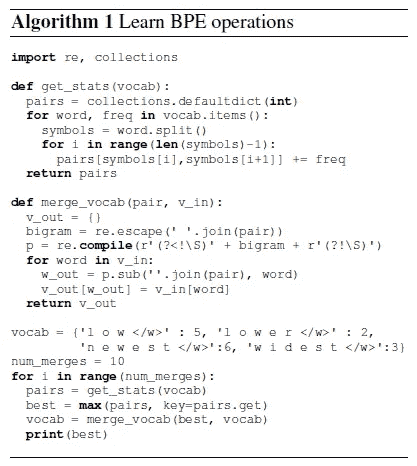 Algorithm 1 Learn BPE operations
import re, collections
def get_stats(vocab):
  pairs = collections.defaultdict(int)
  for word, freq in vocab.items():
    symbols = word.split()
    for i in range(len(symbols)-1):
      pairs[symbols[i],symbols[i+1]] += freq
  return pairs
def merge_vocab(pair, v_in):
  v_out = {}
  bigram = re.escape(' '.join(pair))
  p = re.compile(r'(?<!\S)' + bigram + r'(?!\S)')
  for word in v_in:
    w_out = p.sub(''.join(pair), word)
    v_out[w_out] = v_in[word]
  return v_out
vocab = {'l o w </w>' : 5, 'l o w e r </w>' : 2,
         'n e w e s t </w>':6, 'w i d e s t </w>':3}
num_merges = 10
for i in range(num_merges):
  pairs = get_stats(vocab)
  best = max(pairs, key=pairs.get)
  vocab = merge_vocab(best, vocab)
  print(best)